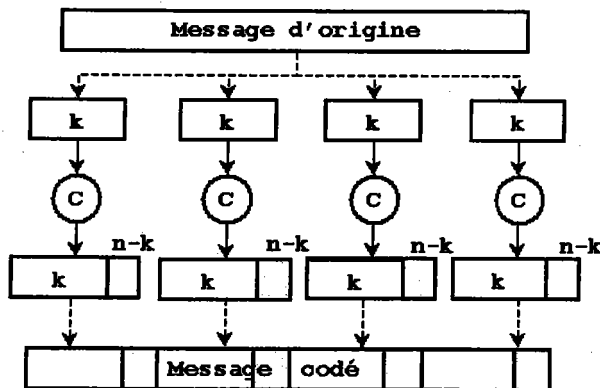 Message d'origine
k k k k
C C C C
n-k n-k n-k n-k
k k k k
Message codé